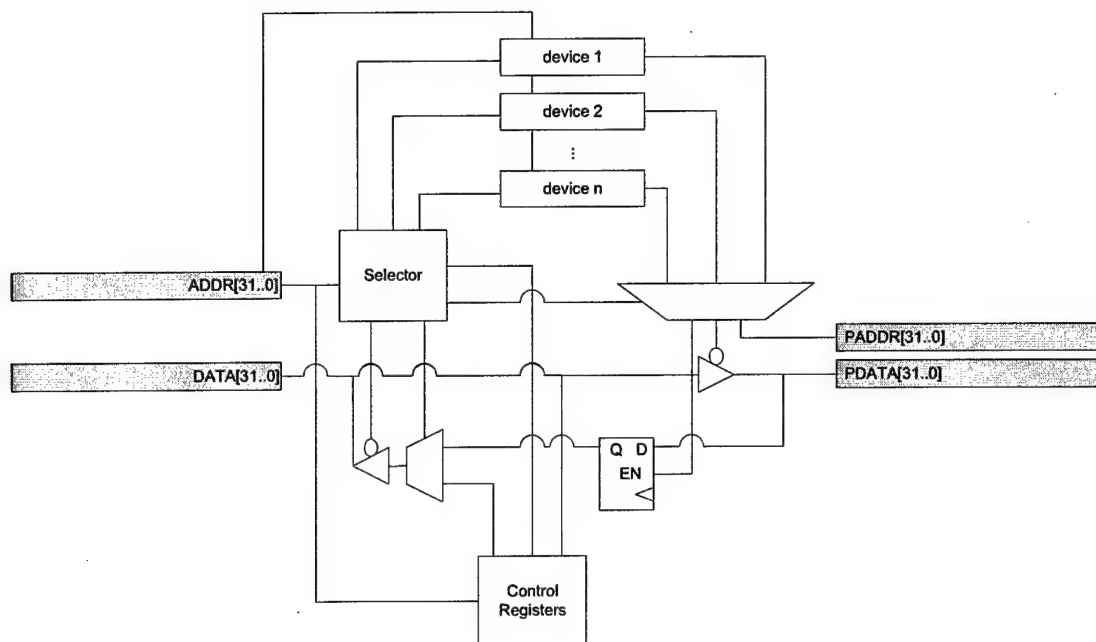 device 1
device 2
⋮
device n
Selector
ADDR[31..0]
PADDR[31..0]
DATA[31..0]
PDATA[31..0]
Q D
EN
Control
Registers